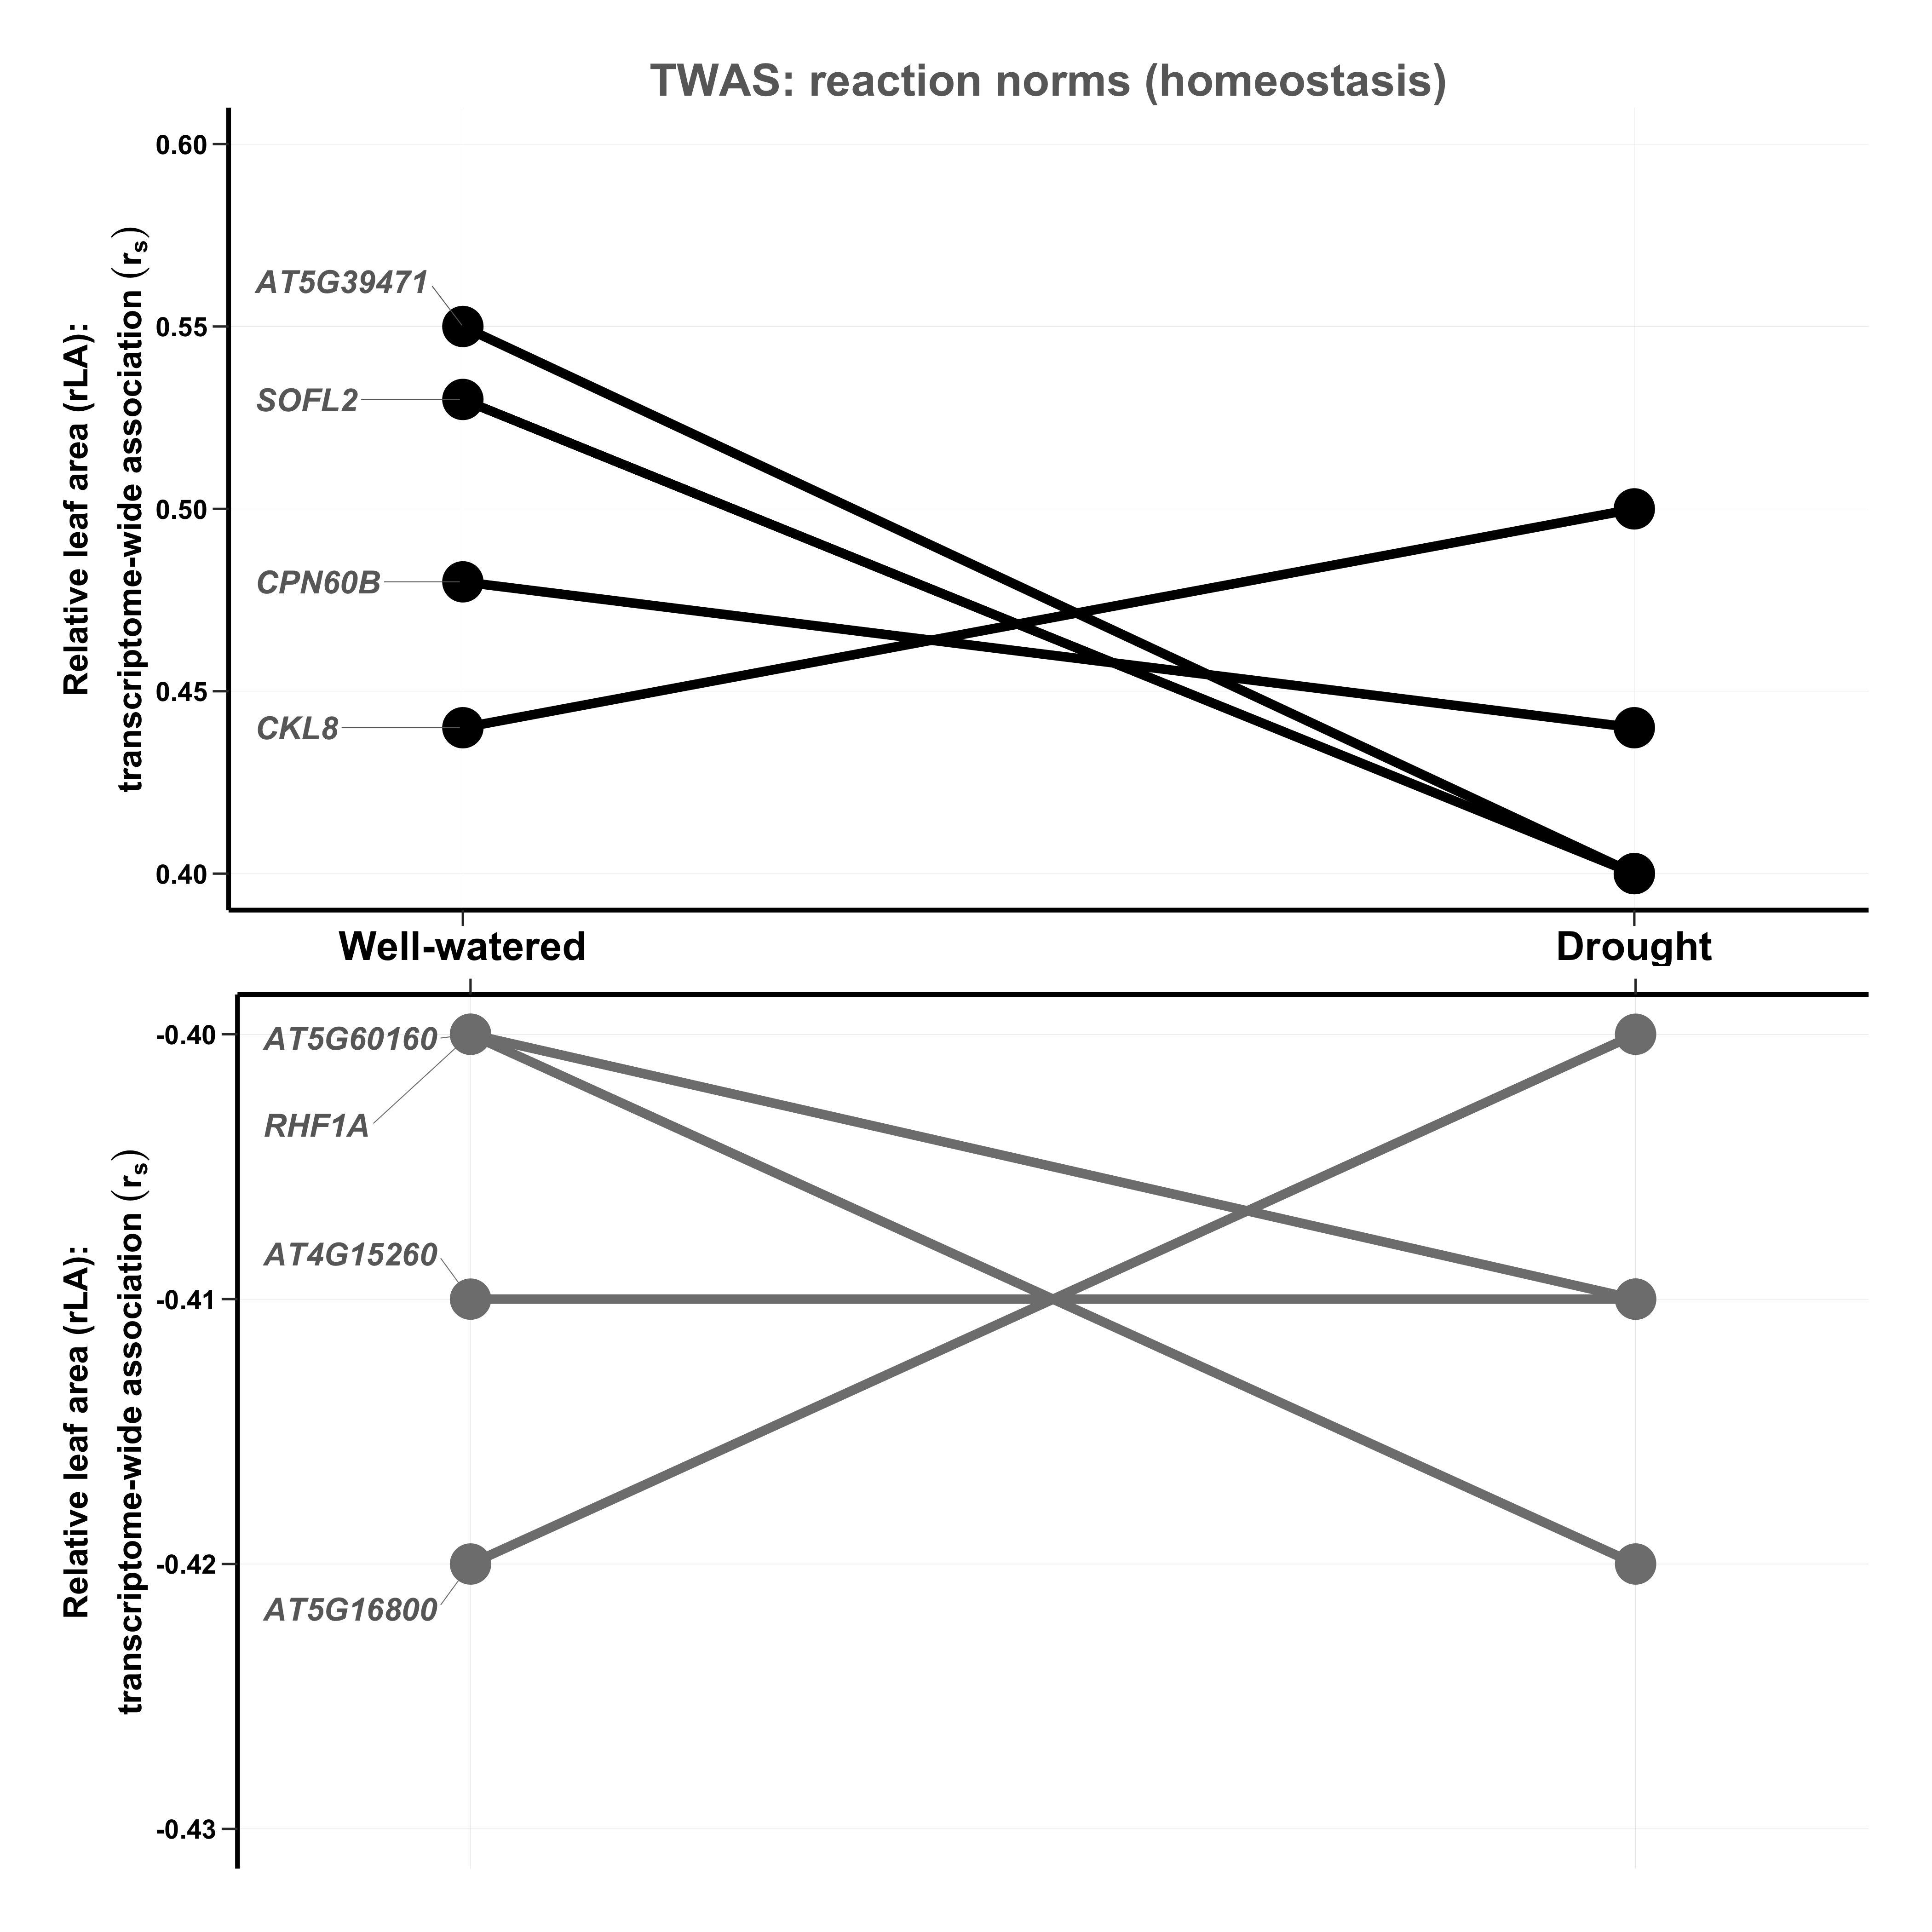 TWAS: reaction norms (homeostasis)
Relative leaf area (rLA):
transcriptome-wide association (rs)
0.60
0.55
0.50
0.45
0.40
AT5G39471
SOFL2
CPN60B
CKL8
Well-watered
Drought
Relative leaf area (rLA):
transcriptome-wide association (rs)
-0.40
-0.41
-0.42
-0.43
AT5G60160
RHF1A
AT4G15260
AT5G16800